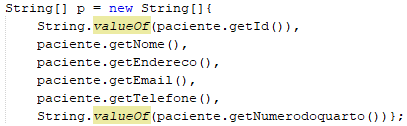 String[] p = new String[]{
String.valueOf(paciente.getId()),
paciente.getNome(),
paciente.getEndereco(),
paciente.getEmail(),
paciente.getTelefone(),
String.valueOf(paciente.getNumerodoquarto())};